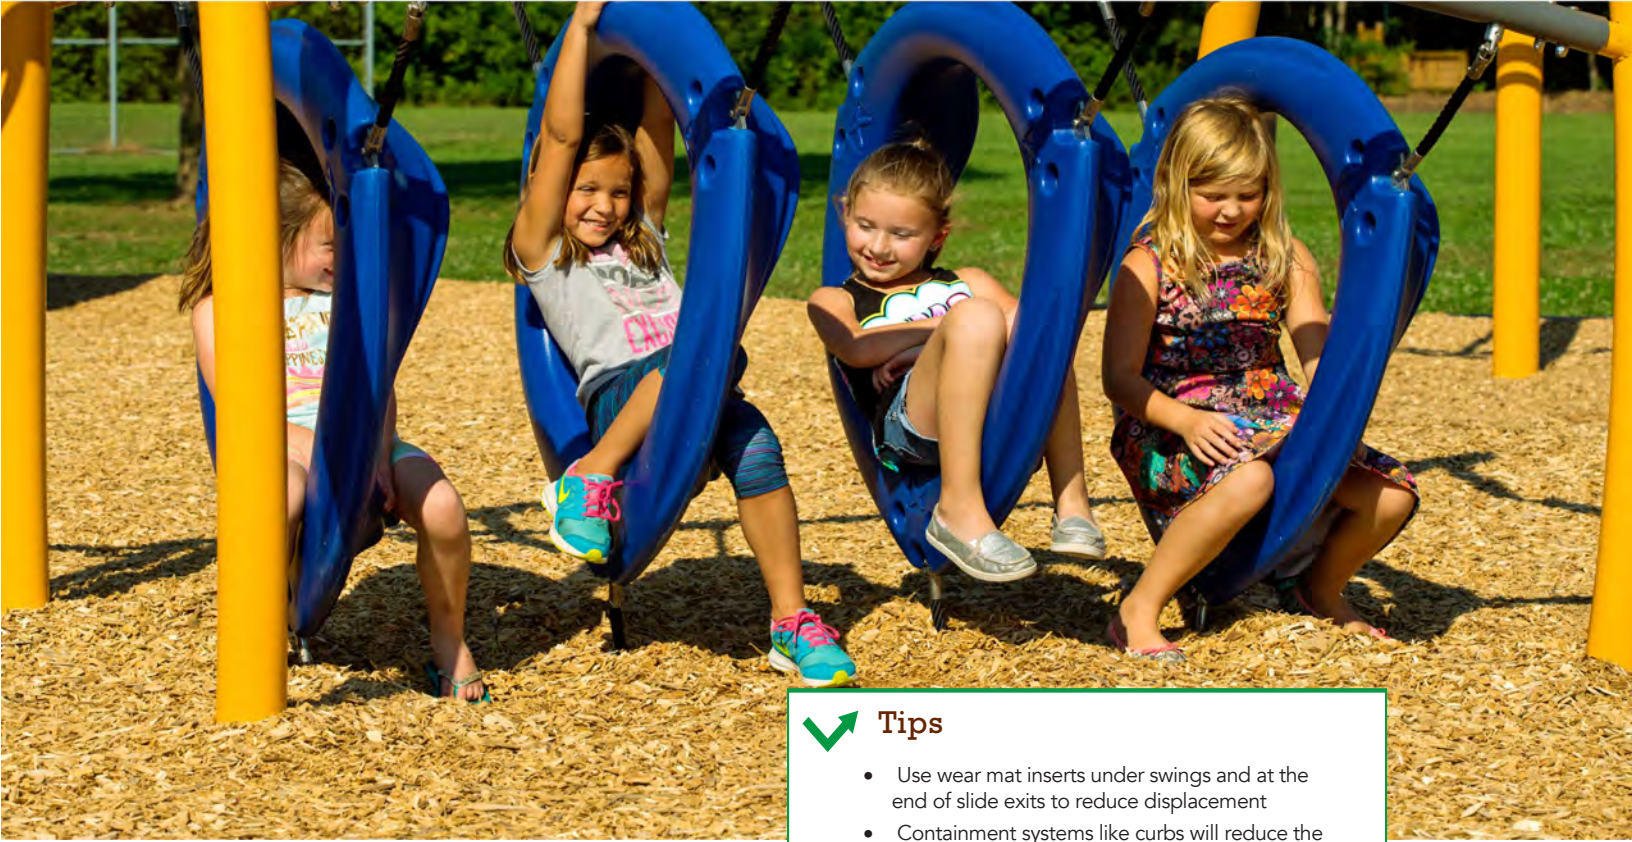 Tips
• Use wear mat inserts under swings and at the
end of slide exits to reduce displacement
• Containment systems like curbs will reduce the